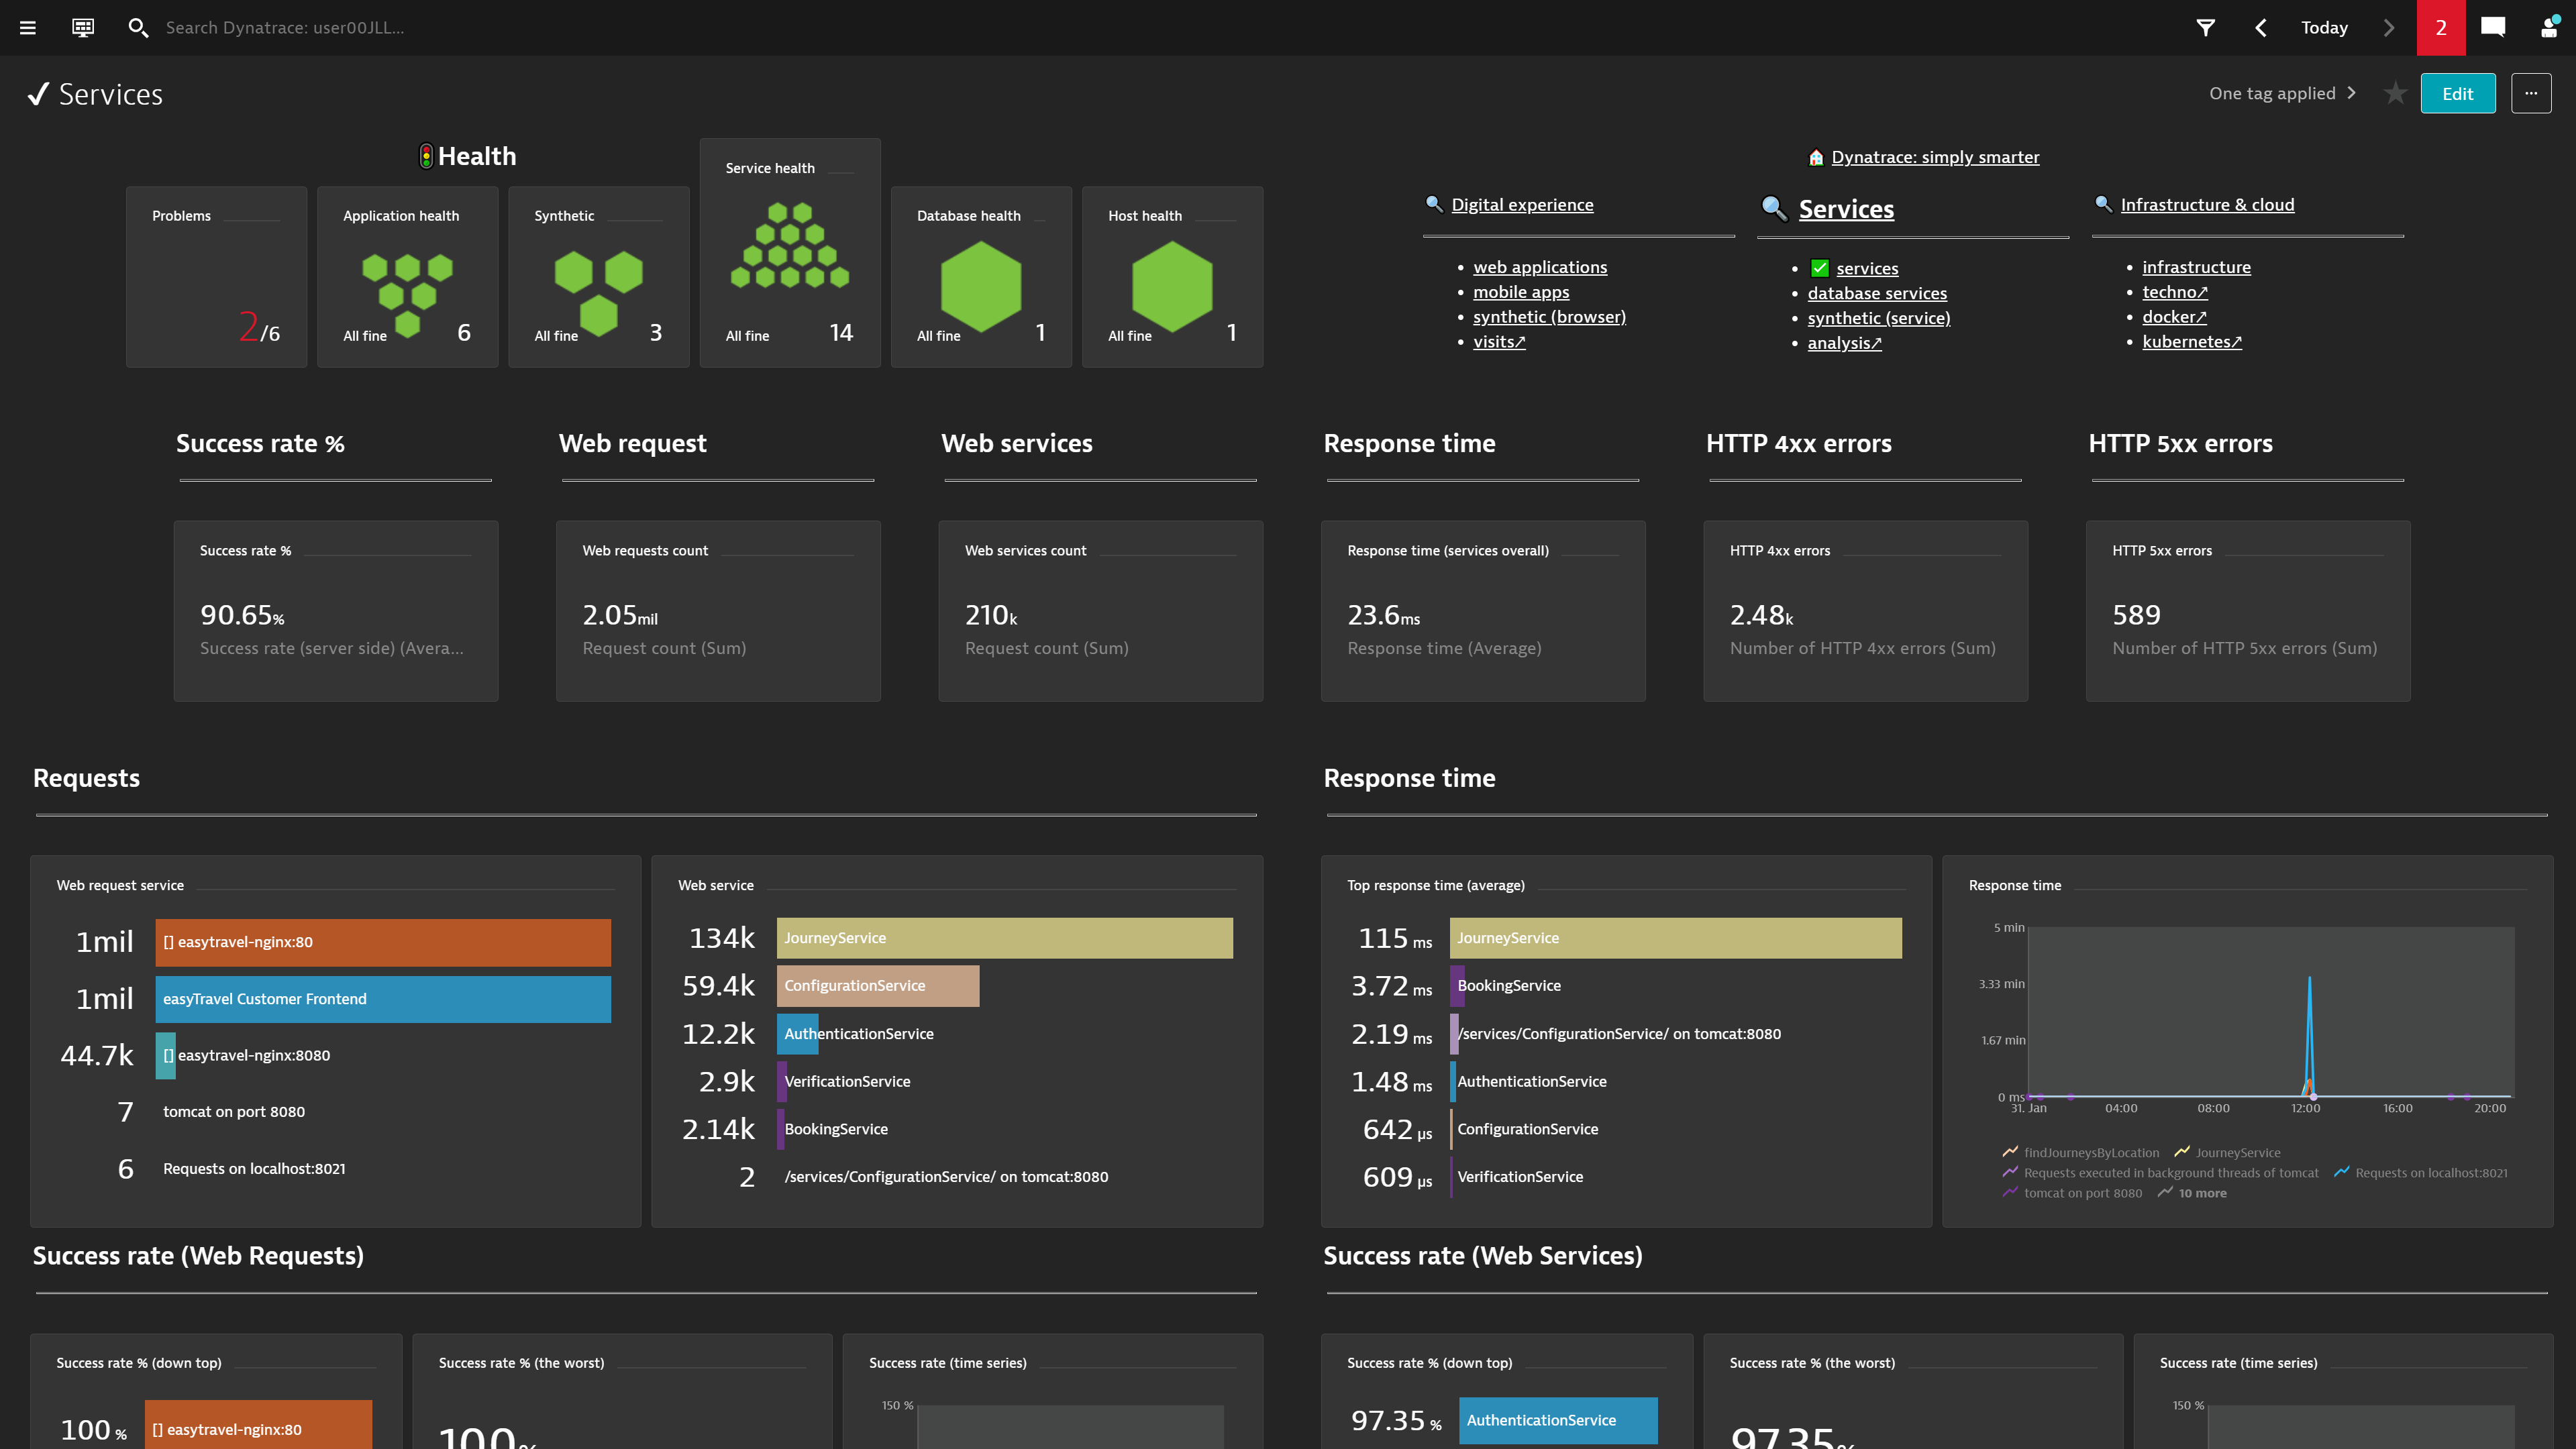 Search Dynatrace: user00JLL...
Today
2
Services
One tag applied
Edit
...
Health
Problems
2/6
Application health
All fine
6
Synthetic
All fine
3
Service health
All fine
14
Database health
All fine
1
Host health
All fine
1
Dynatrace: simply smarter
Digital experience
web applications
mobile apps
synthetic (browser)
visits↗
Services
services
database services
synthetic (service)
analysis↗
Infrastructure & cloud
infrastructure
techno↗
docker↗
kubernetes↗
Success rate %
Web request
Web services
Response time
HTTP 4xx errors
HTTP 5xx errors
Success rate %
90.65%
Success rate (server side) (Avera...
Web requests count
2.05mil
Request count (Sum)
Web services count
210k
Request count (Sum)
Response time (services overall)
23.6ms
Response time (Average)
HTTP 4xx errors
2.48k
Number of HTTP 4xx errors (Sum)
HTTP 5xx errors
589
Number of HTTP 5xx errors (Sum)
Requests
Response time
Web request service
1mil [] easytravel-nginx:80
1mil easyTravel Customer Frontend
44.7k [] easytravel-nginx:8080
7 tomcat on port 8080
6 Requests on localhost:8021
Web service
134k JourneyService
59.4k ConfigurationService
12.2k AuthenticationService
2.9k VerificationService
2.14k BookingService
2 /services/ConfigurationService/ on tomcat:8080
Top response time (average)
115 ms JourneyService
3.72 ms BookingService
2.19 ms /services/ConfigurationService/ on tomcat:8080
1.48 ms AuthenticationService
642 µs ConfigurationService
609 µs VerificationService
Response time
5 min
3.33 min
1.67 min
0 ms
31. Jan 04:00 08:00 12:00 16:00 20:00
findJourneysByLocation JourneyService
Requests executed in background threads of tomcat Requests on localhost:8021
tomcat on port 8080 10 more
Success rate (Web Requests)
Success rate (Web Services)
Success rate % (down top)
100 % [] easytravel-nginx:80
Success rate % (the worst)
100%
Success rate (time series)
150 %
Success rate % (down top)
97.35 % AuthenticationService
Success rate % (the worst)
97.35%
Success rate (time series)
150 %